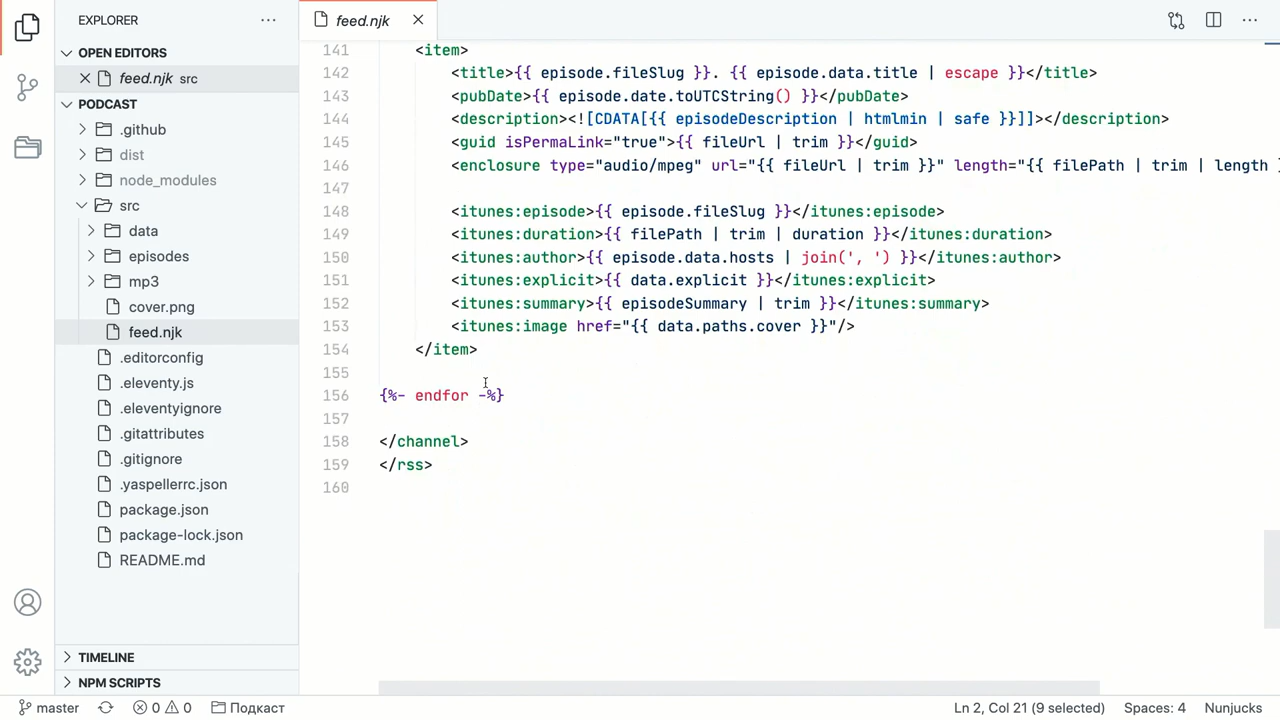 EXPLORER
OPEN EDITORS
feed.njk src
PODCAST
.github
dist
node_modules
src
data
episodes
mp3
cover.png
feed.njk
.editorconfig
.eleventy.js
.eleventyignore
.gitattributes
.gitignore
.yaspellerrc.json
package.json
package-lock.json
README.md
TIMELINE
NPM SCRIPTS
feed.njk
141 <item>
142 <title>{{ episode.fileSlug }}. {{ episode.data.title | escape }}</title>
143 <pubDate>{{ episode.date.toUTCString() }}</pubDate>
144 <description><![CDATA[{{ episodeDescription | htmlmin | safe }}]]></description>
145 <guid isPermaLink="true">{{ fileUrl | trim }}</guid>
146 <enclosure type="audio/mpeg" url="{{ fileUrl | trim }}" length="{{ filePath | trim | length }
147
148 <itunes:episode>{{ episode.fileSlug }}</itunes:episode>
149 <itunes:duration>{{ filePath | trim | duration }}</itunes:duration>
150 <itunes:author>{{ episode.data.hosts | join(', ') }}</itunes:author>
151 <itunes:explicit>{{ data.explicit }}</itunes:explicit>
152 <itunes:summary>{{ episodeSummary | trim }}</itunes:summary>
153 <itunes:image href="{{ data.paths.cover }}"/>
154 </item>
155
156 {%- endfor -%}
157
158 </channel>
159 </rss>
160
master 0 0 Подкаст Ln 2, Col 21 (9 selected) Spaces: 4 Nunjucks